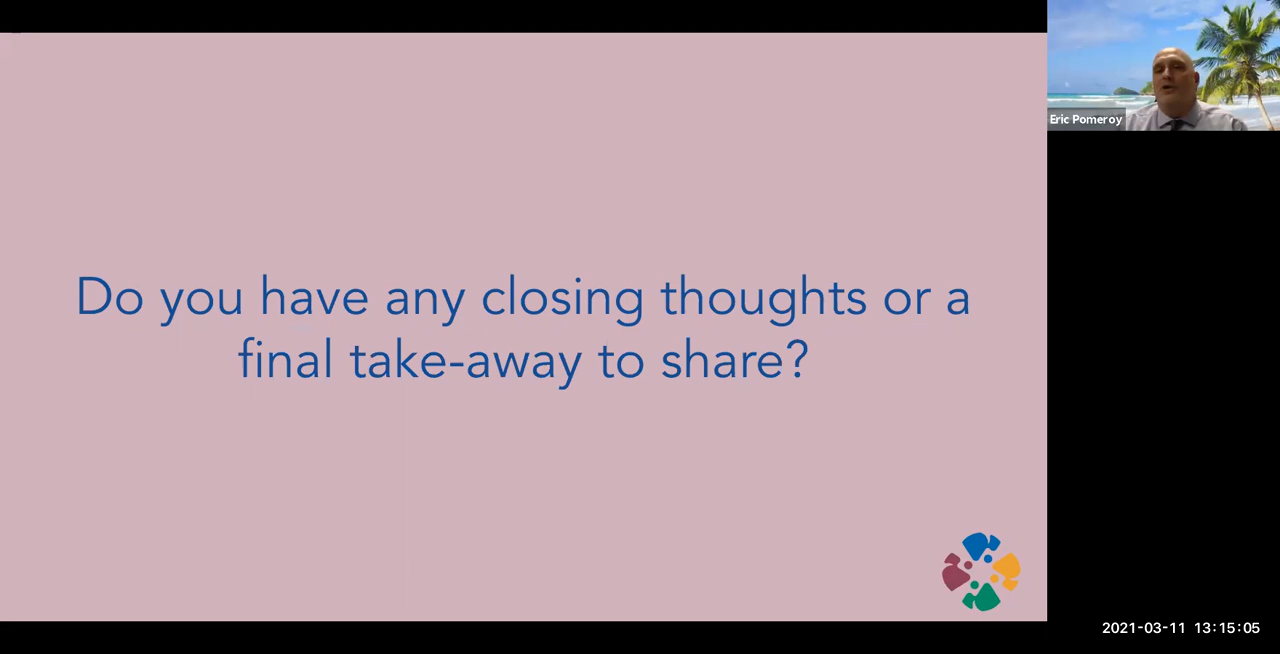 Do you have any closing thoughts or a
final take-away to share?
Eric Pomeroy
2021-03-11 13:15:05